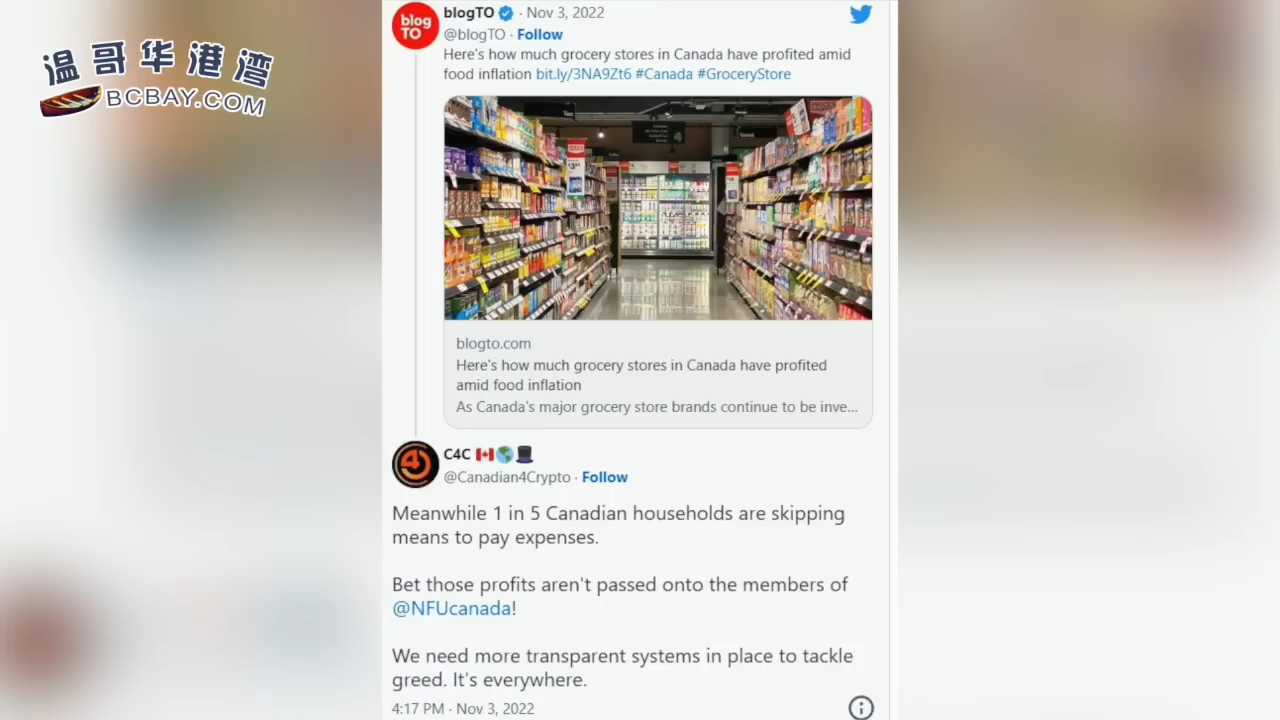 温哥华港湾
BCBAY.COM
blog
TO
blogTO · Nov 3, 2022
@blogTO · Follow
Here's how much grocery stores in Canada have profited amid
food inflation bit.ly/3NA9Zt6 #Canada #GroceryStore
blogto.com
Here's how much grocery stores in Canada have profited
amid food inflation
As Canada's major grocery store brands continue to be inve...
C4C
@Canadian4Crypto · Follow
Meanwhile 1 in 5 Canadian households are skipping
means to pay expenses.
Bet those profits aren't passed onto the members of
@NFUcanada!
We need more transparent systems in place to tackle
greed. It's everywhere.
4:17 PM · Nov 3, 2022